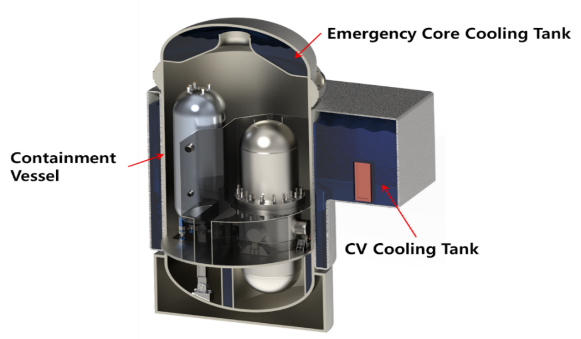 Emergency Core Cooling Tank
Containment
Vessel
CV Cooling Tank